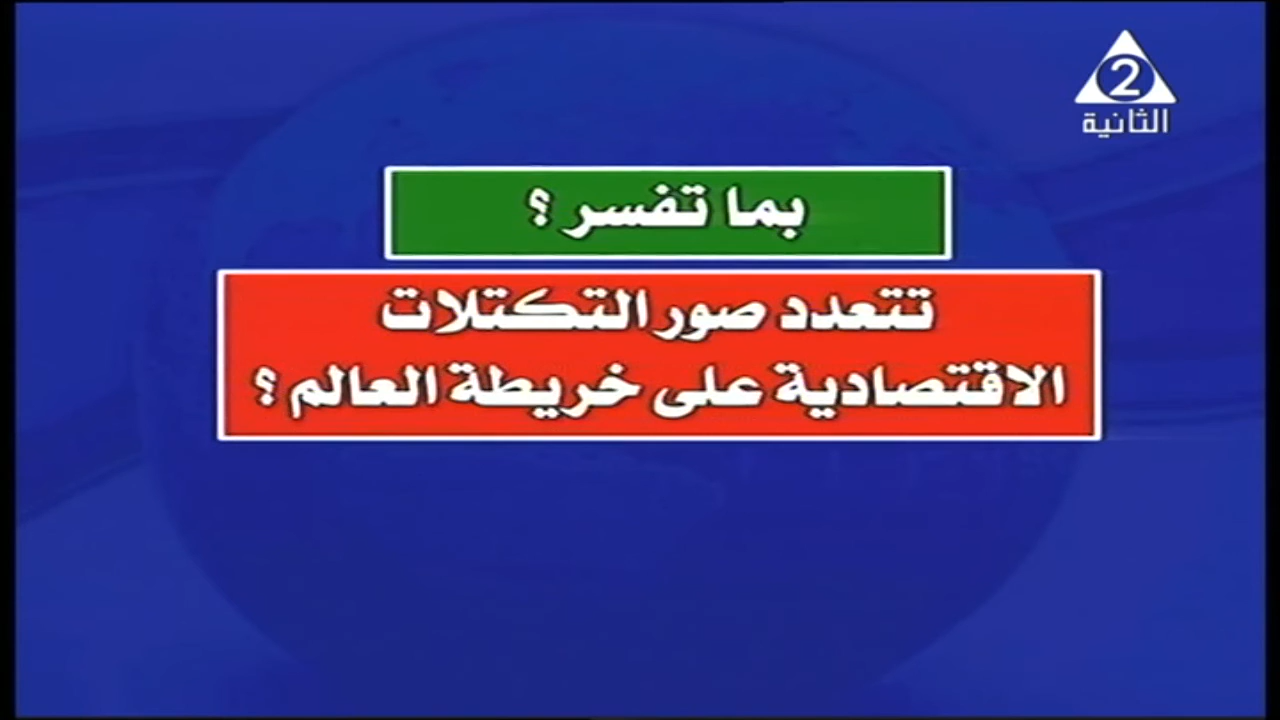 2
الثانية
بما تفسر ؟
تتعدد صور التكتلات
الاقتصادية على خريطة العالم ؟